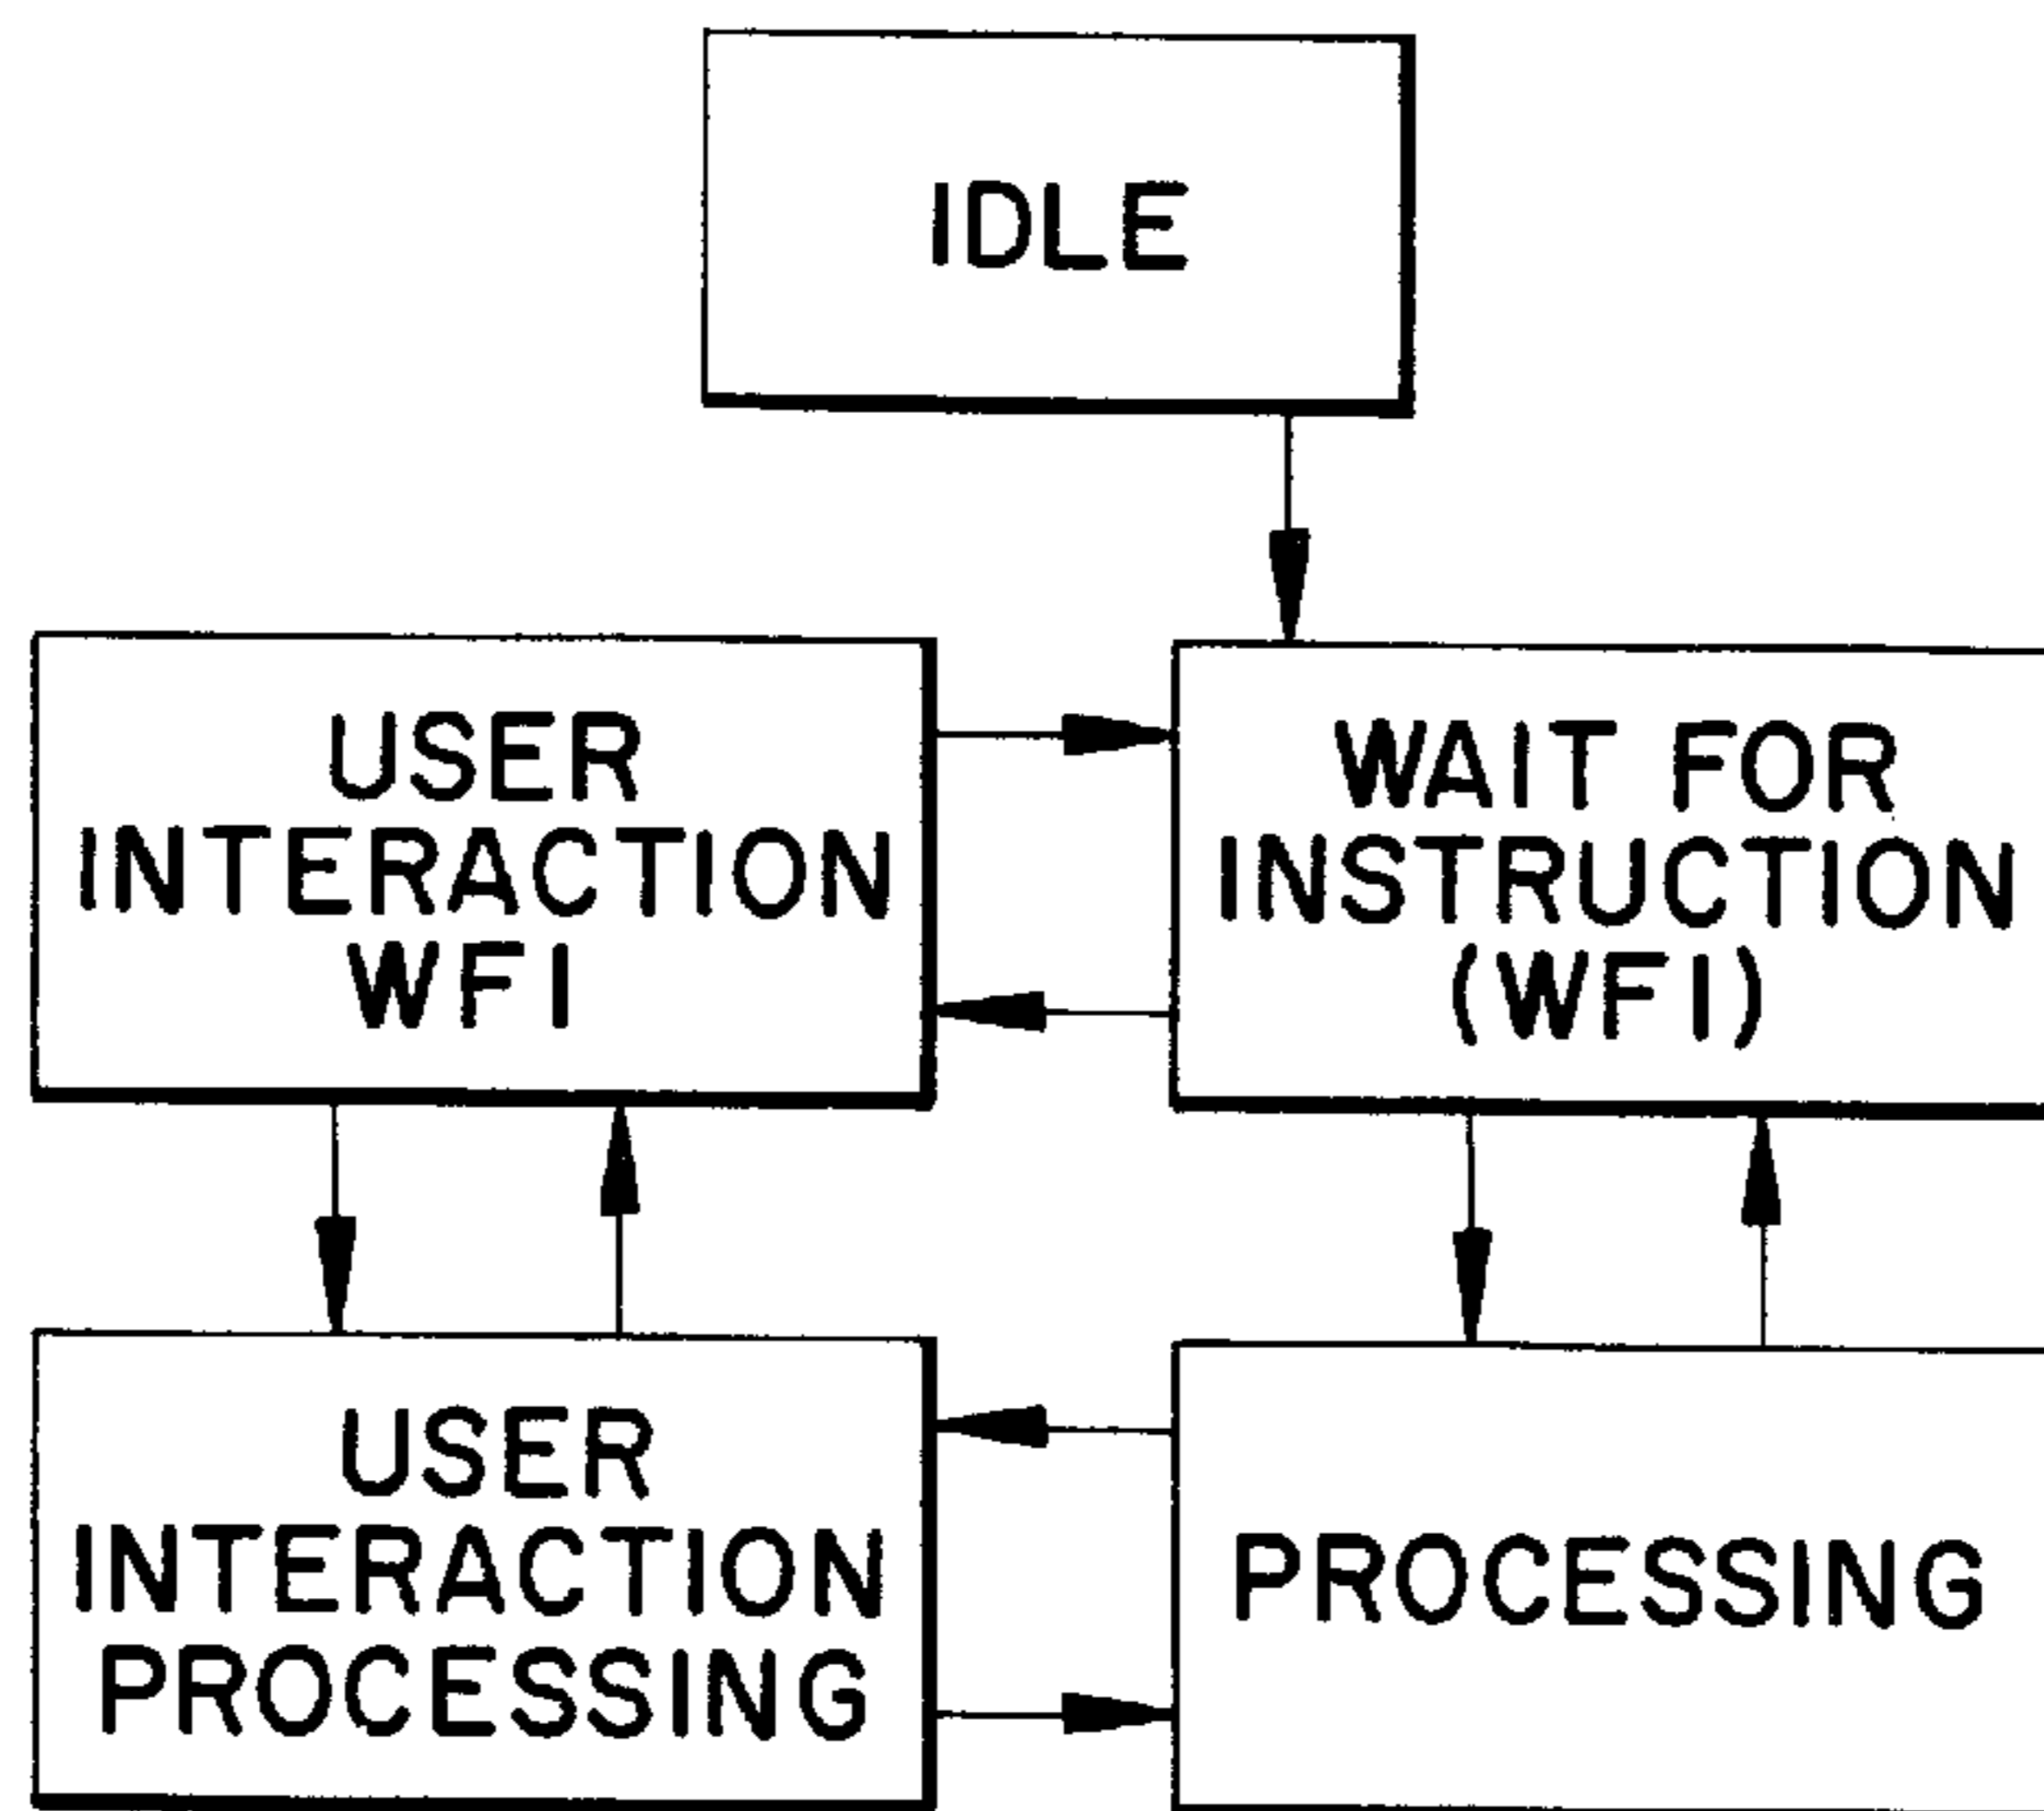 IDLE
USER
INTERACTION
WFI
WAIT FOR
INSTRUCTION
(WFI)
USER
INTERACTION
PROCESSING
PROCESSING